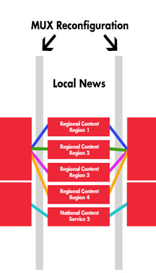 MUX Reconfiguration
Local News
Regional Content
Region 1
Regional Content
Region 2
Regional Content
Region 3
Regional Content
Region 4
National Content
Service 2